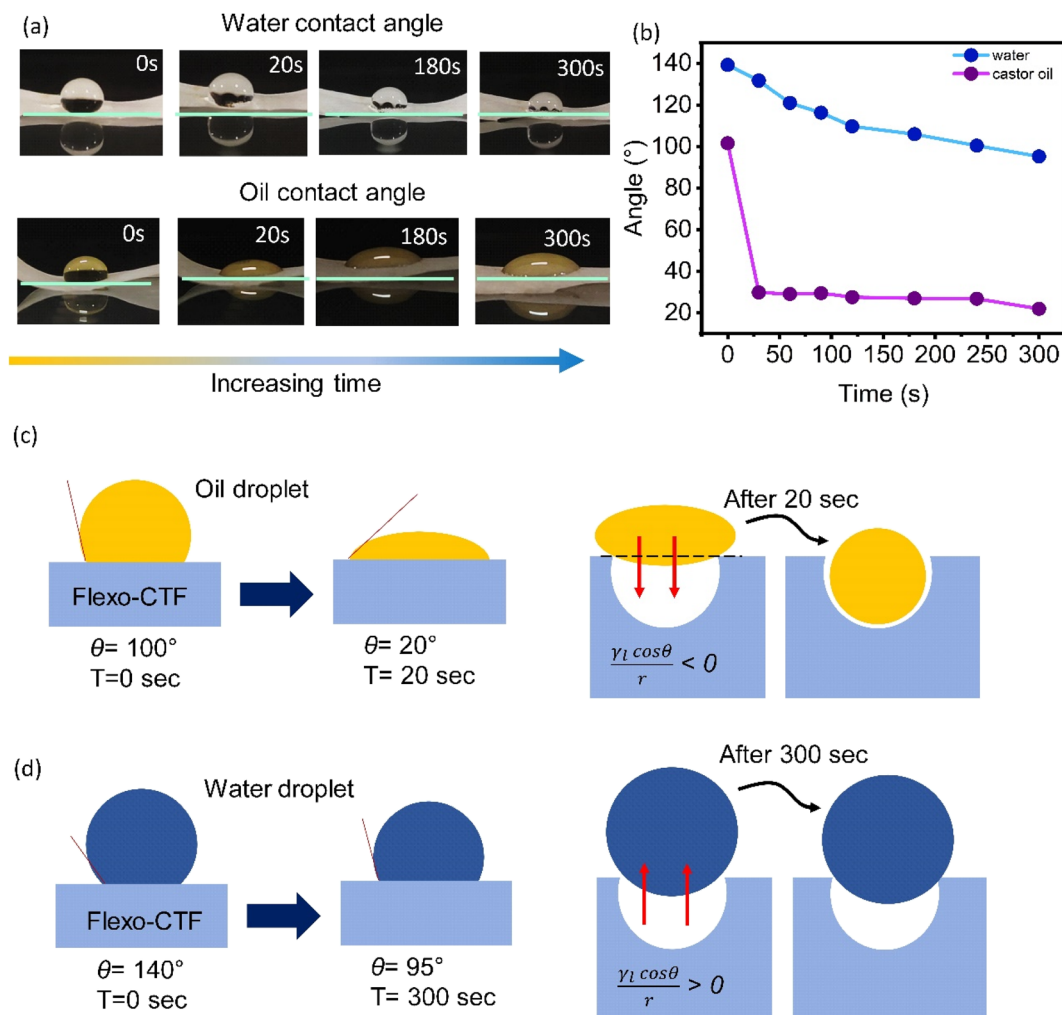 (a)
Water contact angle
0s
20s
180s
300s
Oil contact angle
0s
20s
180s
300s
Increasing time
(b)
water
castor oil
Angle (°)
140
120
100
80
60
40
20
0
50
100
150
200
250
300
Time (s)
(c)
Oil droplet
Flexo-CTF
θ= 100°
T=0 sec
θ= 20°
T= 20 sec
After 20 sec
γₗ cosθ / r < 0
(d)
Water droplet
Flexo-CTF
θ= 140°
T=0 sec
θ= 95°
T= 300 sec
After 300 sec
γₗ cosθ / r > 0